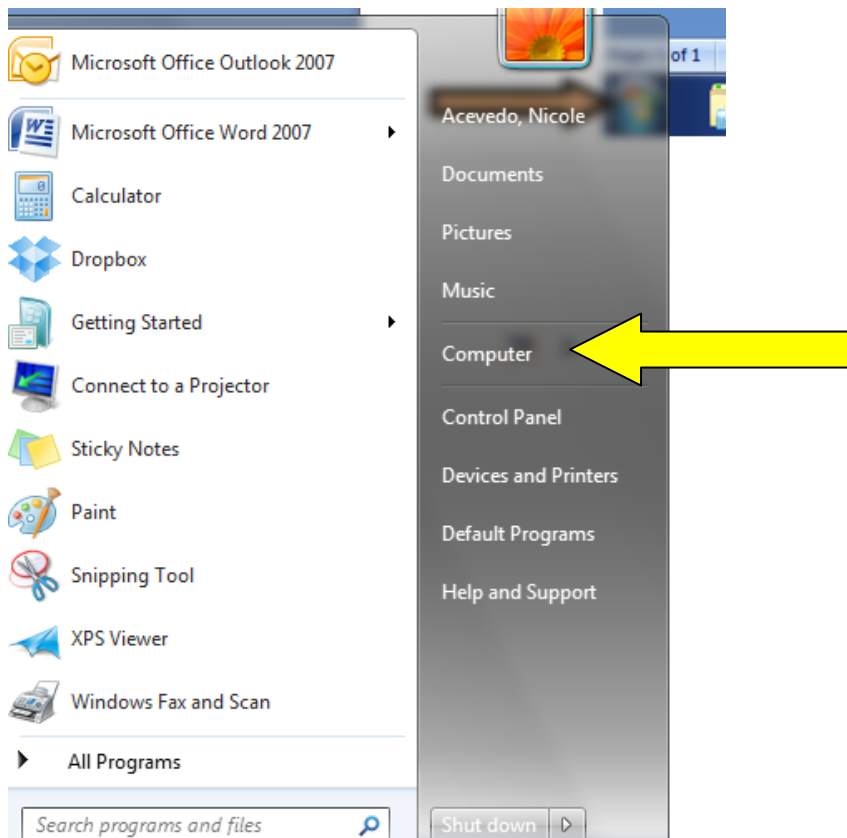 Microsoft Office Outlook 2007
Microsoft Office Word 2007
Calculator
Dropbox
Getting Started
Connect to a Projector
Sticky Notes
Paint
Snipping Tool
XPS Viewer
Windows Fax and Scan
All Programs
Search programs and files
of 1
Acevedo, Nicole
Documents
Pictures
Music
Computer
Control Panel
Devices and Printers
Default Programs
Help and Support
Shut down